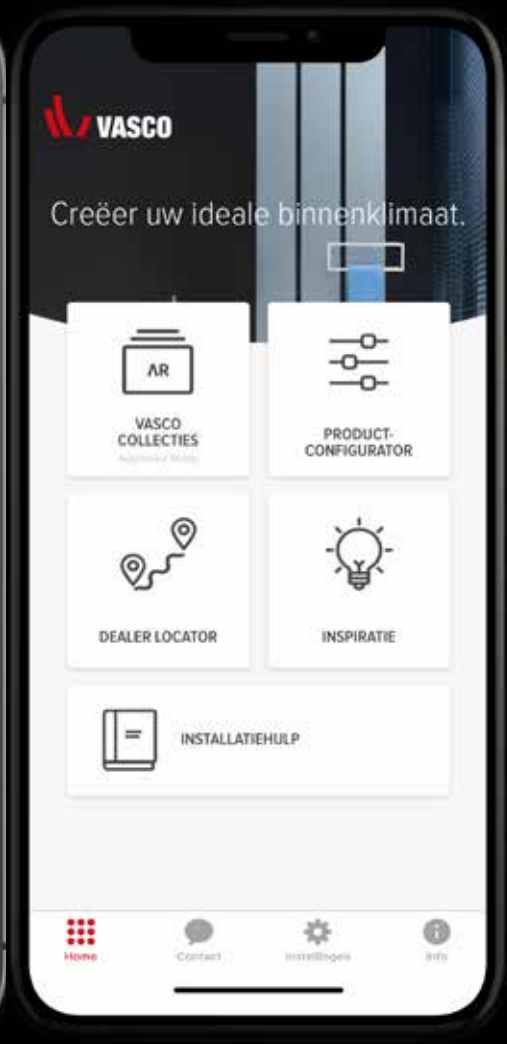 VASCO
Creëer uw ideale binnenklimaat.
AR
VASCO
COLLECTIES
PRODUCT-
CONFIGURATOR
DEALER LOCATOR
INSPIRATIE
INSTALLATIEHULP
Home
Contact
Instellingen
Info